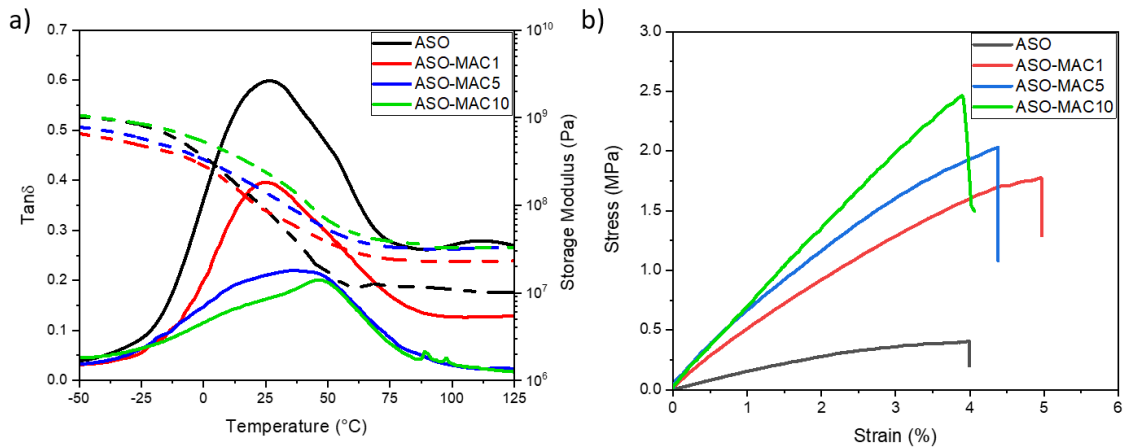 a)
0.7
0.6
0.5
0.4
0.3
0.2
0.1
0.0
Tanδ
-50 -25 0 25 50 75 100 125
Temperature (°C)
10^10
10^9
10^8
10^7
10^6
Storage Modulus (Pa)
ASO
ASO-MAC1
ASO-MAC5
ASO-MAC10
b)
3.0
2.5
2.0
1.5
1.0
0.5
0.0
Stress (MPa)
0 1 2 3 4 5 6
Strain (%)
ASO
ASO-MAC1
ASO-MAC5
ASO-MAC10